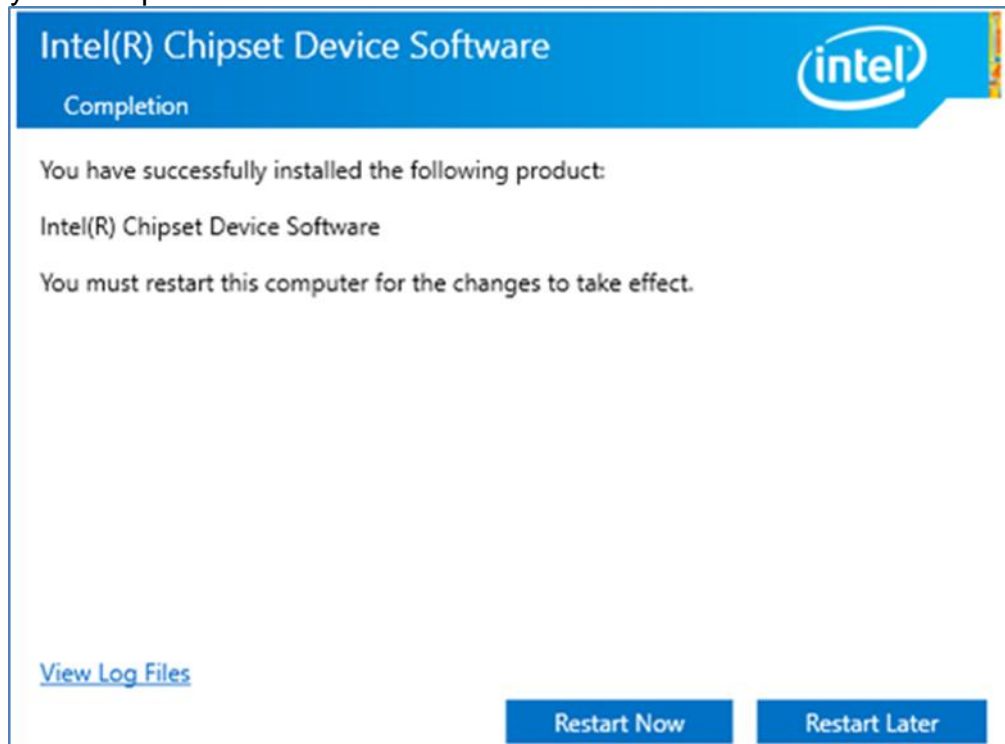 Intel(R) Chipset Device Software
intel
Completion
You have successfully installed the following product:
Intel(R) Chipset Device Software
You must restart this computer for the changes to take effect.
View Log Files
Restart Now
Restart Later